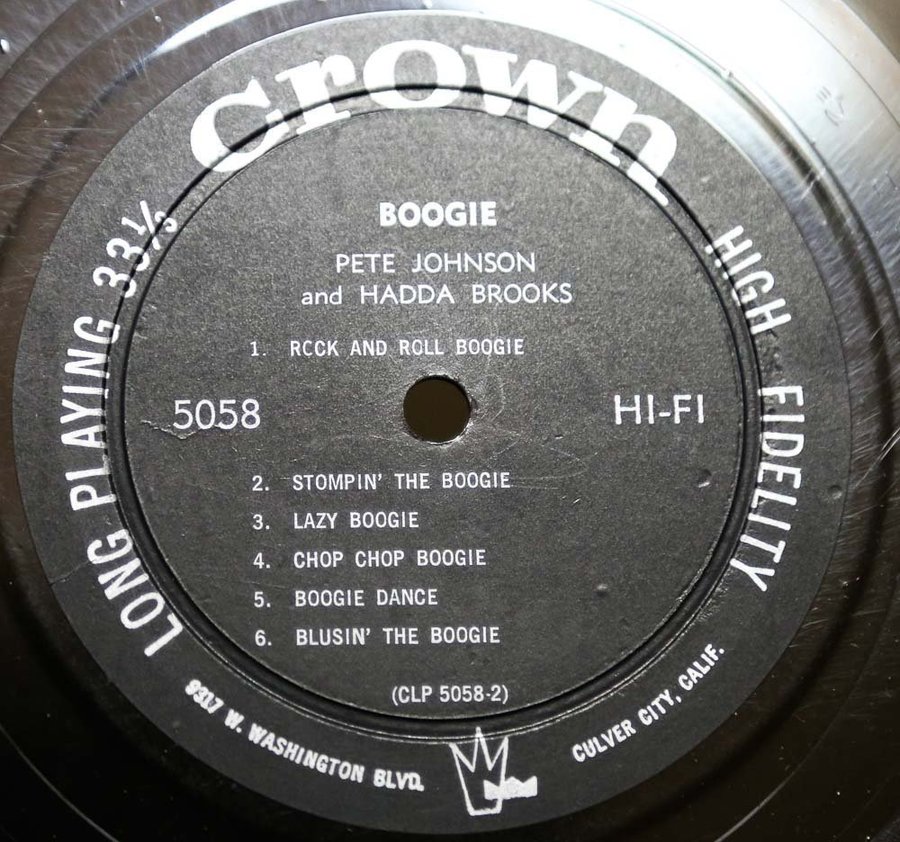 Crown
LONG PLAYING 33⅓
HIGH FIDELITY
BOOGIE
PETE JOHNSON
and HADDA BROOKS
1. RCCK AND ROLL BOOGIE
5058
HI-FI
2. STOMPIN' THE BOOGIE
3. LAZY BOOGIE
4. CHOP CHOP BOOGIE
5. BOOGIE DANCE
6. BLUSIN' THE BOOGIE
(CLP 5058-2)
9317 W. WASHINGTON BLVD.
CULVER CITY, CALIF.